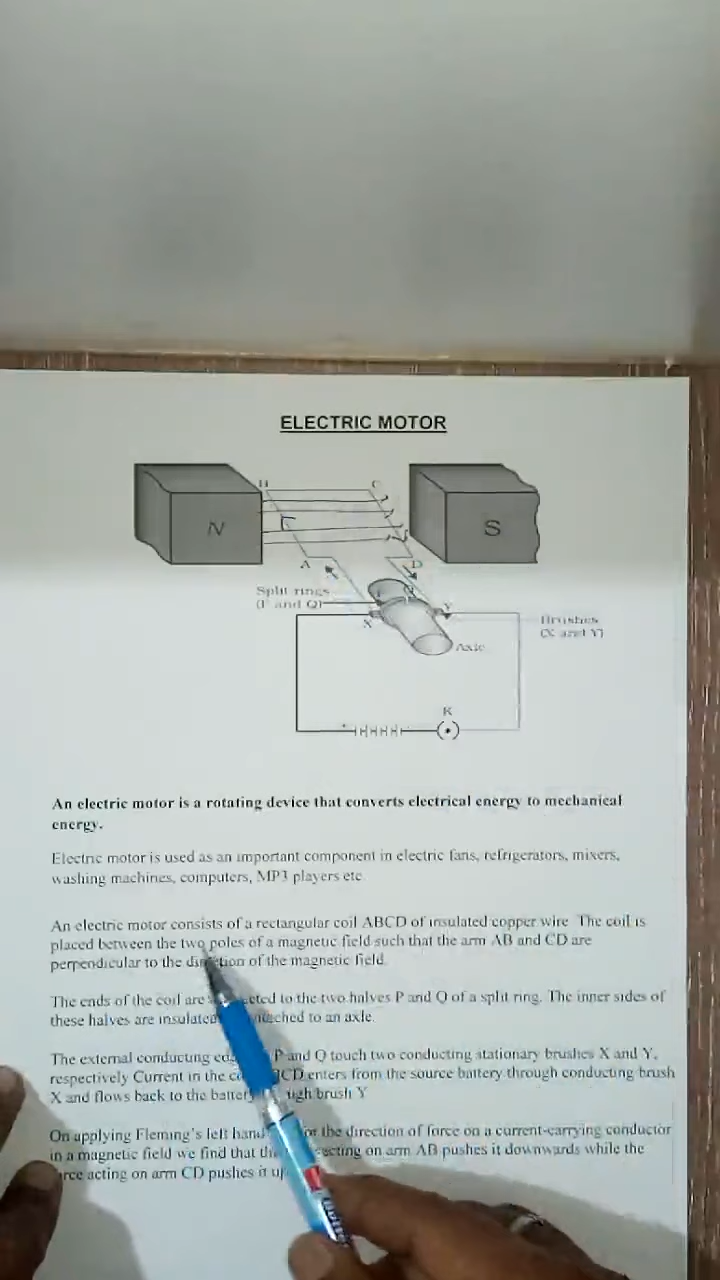 ELECTRIC MOTOR
B C
N S
A D
Split rings
(P and Q)
Q
X Y
Brushes
(X and Y)
Axle
K
An electric motor is a rotating device that converts electrical energy to mechanical
energy.
Electric motor is used as an important component in electric fans, refrigerators, mixers,
washing machines, computers, MP3 players etc.
An electric motor consists of a rectangular coil ABCD of insulated copper wire. The coil is
placed between the two poles of a magnetic field such that the arm AB and CD are
perpendicular to the direction of the magnetic field.
The ends of the coil are to the two halves P and Q of a split ring. The inner sides of
these halves are insulated to an axle.
The external conducting P and Q touch two conducting stationary brushes X and Y,
respectively Current in the enters from the source battery through conducting brush
X and flows back to the battery brush Y
On applying Fleming's left hand the direction of force on a current-carrying conductor
in a magnetic field we find that acting on arm AB pushes it downwards while the
acting on arm CD pushes it